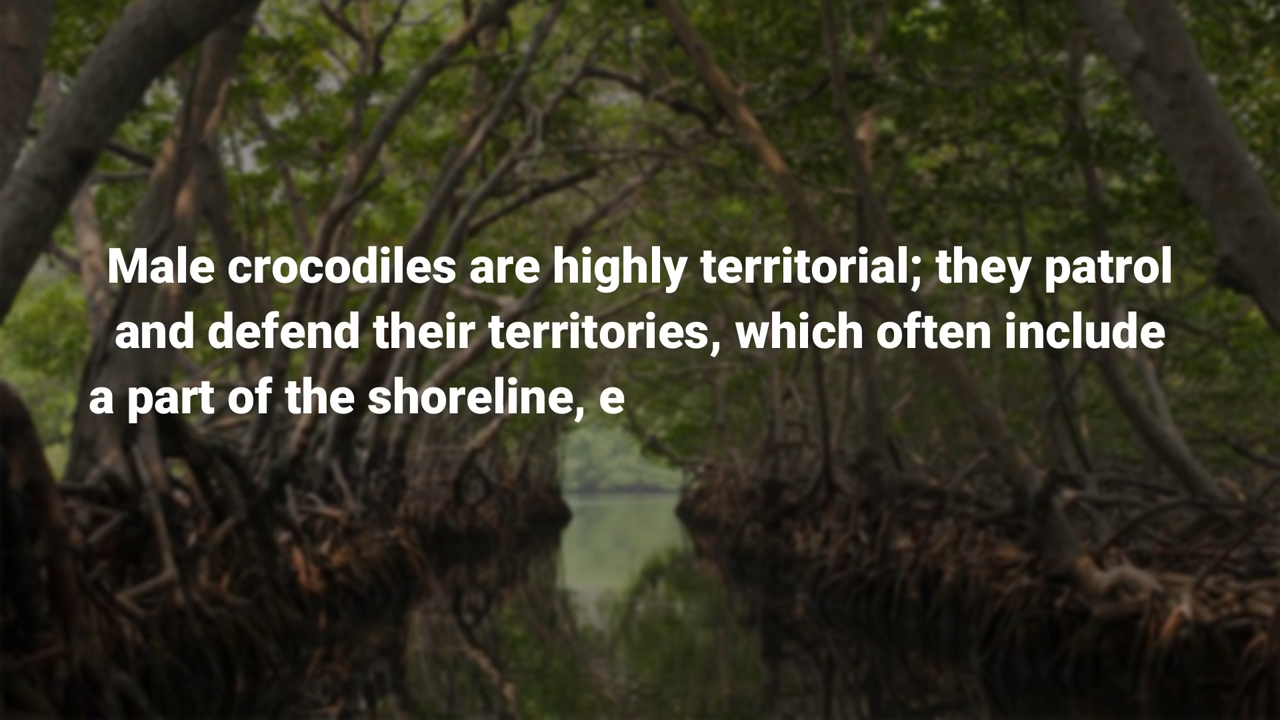 Male crocodiles are highly territorial; they patrol
and defend their territories, which often include
a part of the shoreline, e